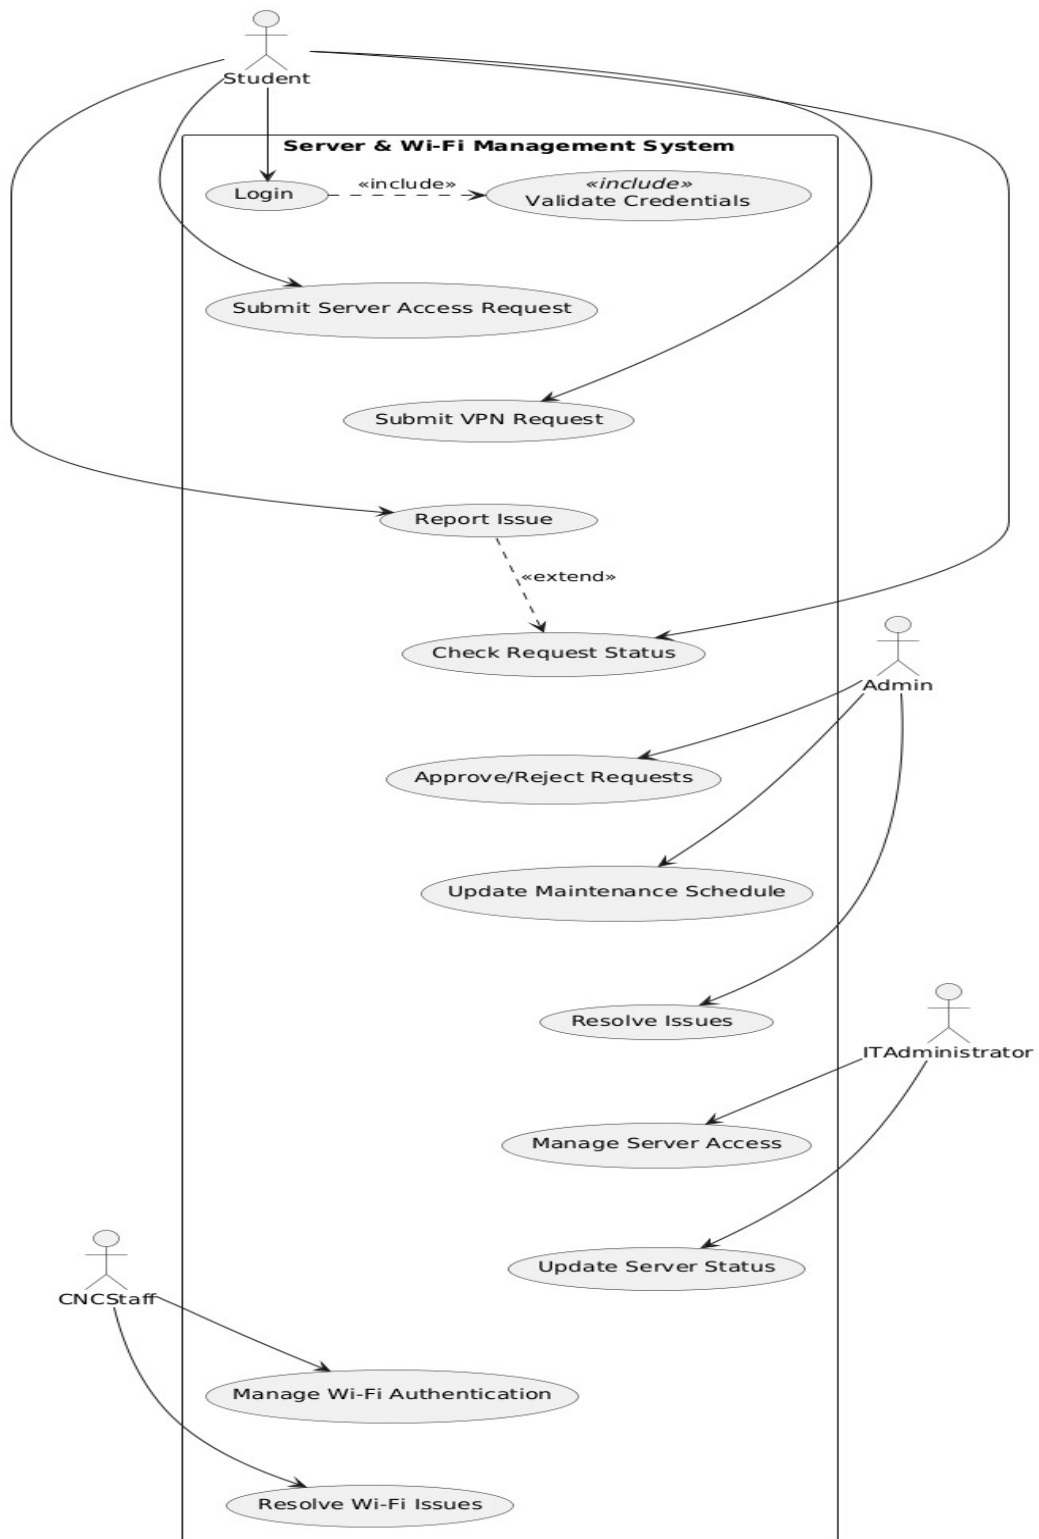 Student
Server & Wi-Fi Management System
Login
«include»
«include»
Validate Credentials
Submit Server Access Request
Submit VPN Request
Report Issue
«extend»
Check Request Status
Admin
Approve/Reject Requests
Update Maintenance Schedule
Resolve Issues
ITAdministrator
Manage Server Access
Update Server Status
CNCStaff
Manage Wi-Fi Authentication
Resolve Wi-Fi Issues